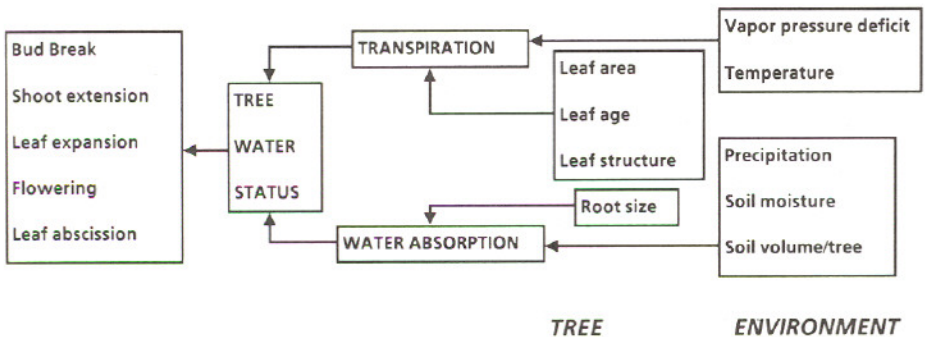 Bud Break
Shoot extension
Leaf expansion
Flowering
Leaf abscission
TREE
WATER
STATUS
TRANSPIRATION
WATER ABSORPTION
Leaf area
Leaf age
Leaf structure
Root size
Vapor pressure deficit
Temperature
Precipitation
Soil moisture
Soil volume/tree
TREE
ENVIRONMENT